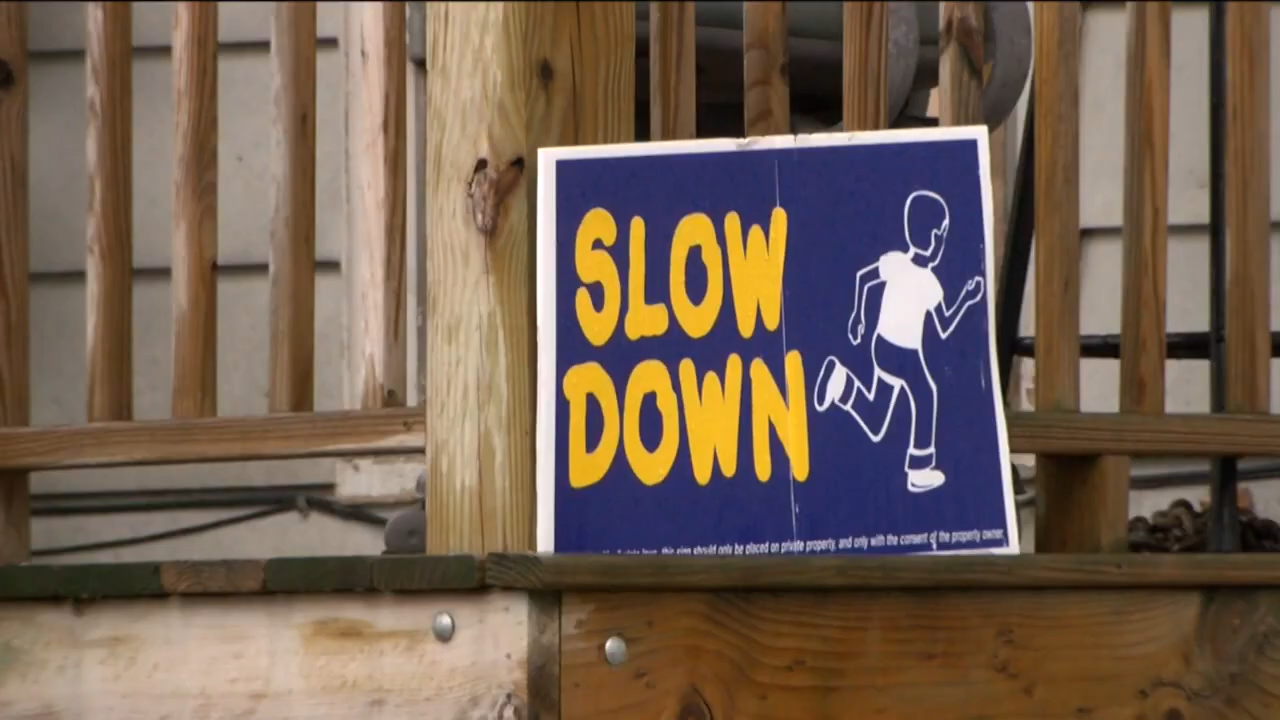 SLOW
DOWN
this sign should only be placed on private property, and only with the consent of the property owner.